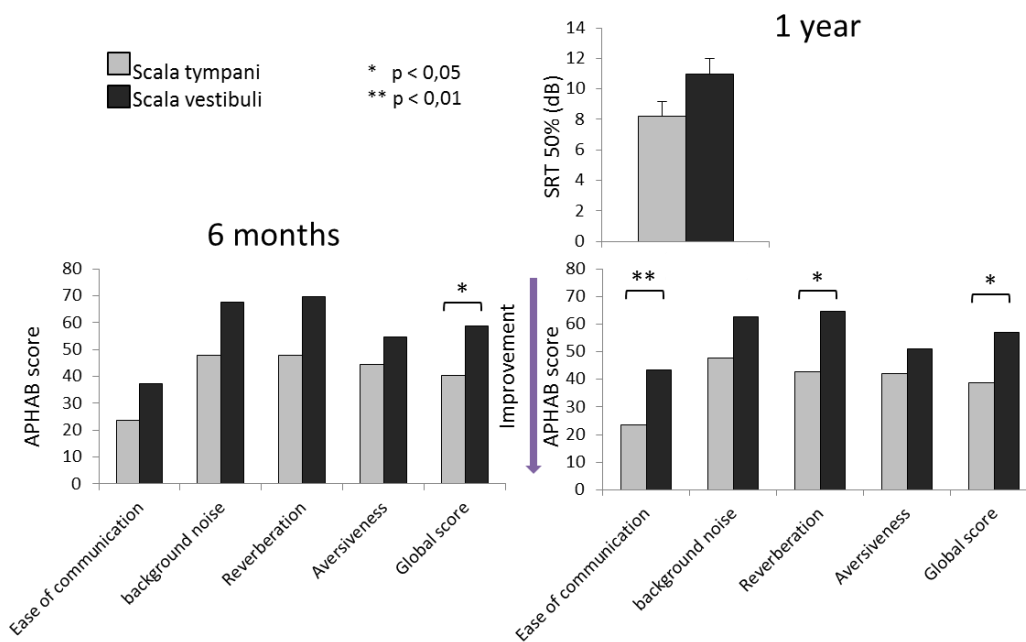 Scala tympani
Scala vestibuli
* p < 0,05
** p < 0,01
1 year
SRT 50% (dB)
14
12
10
8
6
4
2
0
6 months
APHAB score
80
70
60
50
40
30
20
10
0
*
Ease of communication
background noise
Reverberation
Aversiveness
Global score
Improvement
APHAB score
80
70
60
50
40
30
20
10
0
**
*
*
Ease of communication
background noise
Reverberation
Aversiveness
Global score